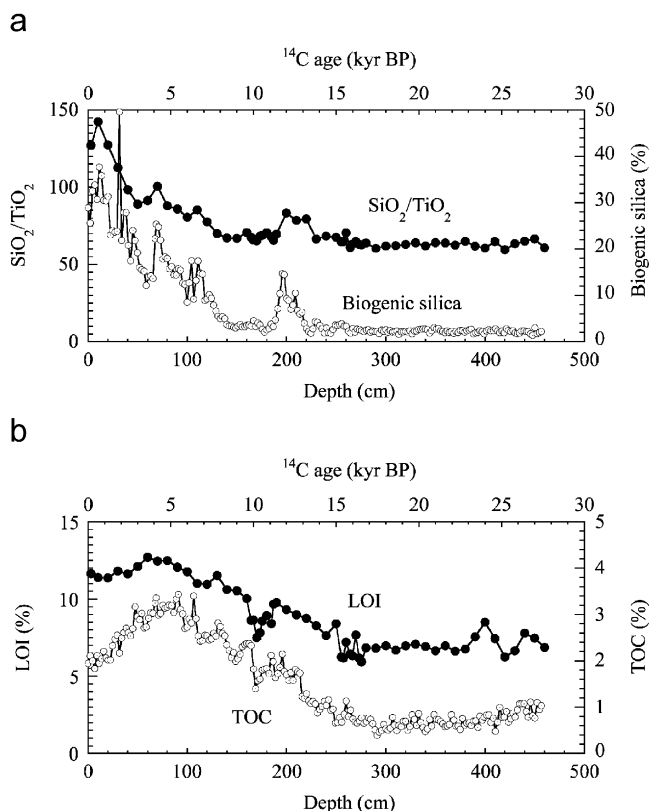 a
¹⁴C age (kyr BP)
0 5 10 15 20 25 30
150 50
40
100 30
SiO₂/TiO₂
SiO₂/TiO₂
Biogenic silica (%)
50 20
Biogenic silica
10
0 0
0 100 200 300 400 500
Depth (cm)
b
¹⁴C age (kyr BP)
0 5 10 15 20 25 30
15 5
4
10
LOI
3
LOI (%)
TOC (%)
2
5
TOC
1
0 0
0 100 200 300 400 500
Depth (cm)